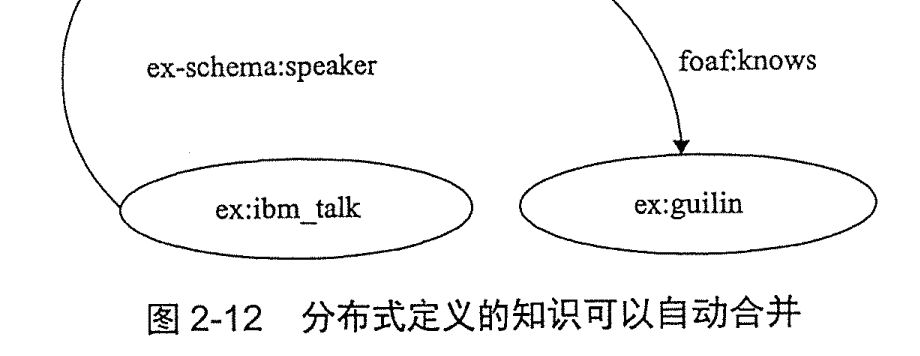 ex-schema:speaker
foaf:knows
ex:ibm_talk
ex:guilin
图 2-12 分布式定义的知识可以自动合并